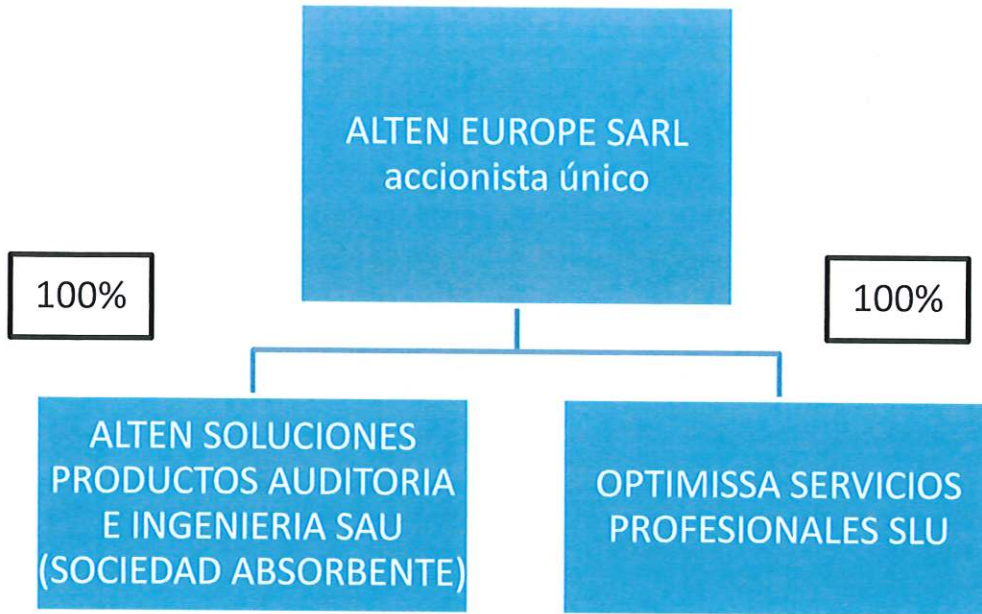 ALTEN EUROPE SARL
accionista único
100%
100%
ALTEN SOLUCIONES
PRODUCTOS AUDITORIA
E INGENIERIA SAU
(SOCIEDAD ABSORBENTE)
OPTIMISSA SERVICIOS
PROFESIONALES SLU